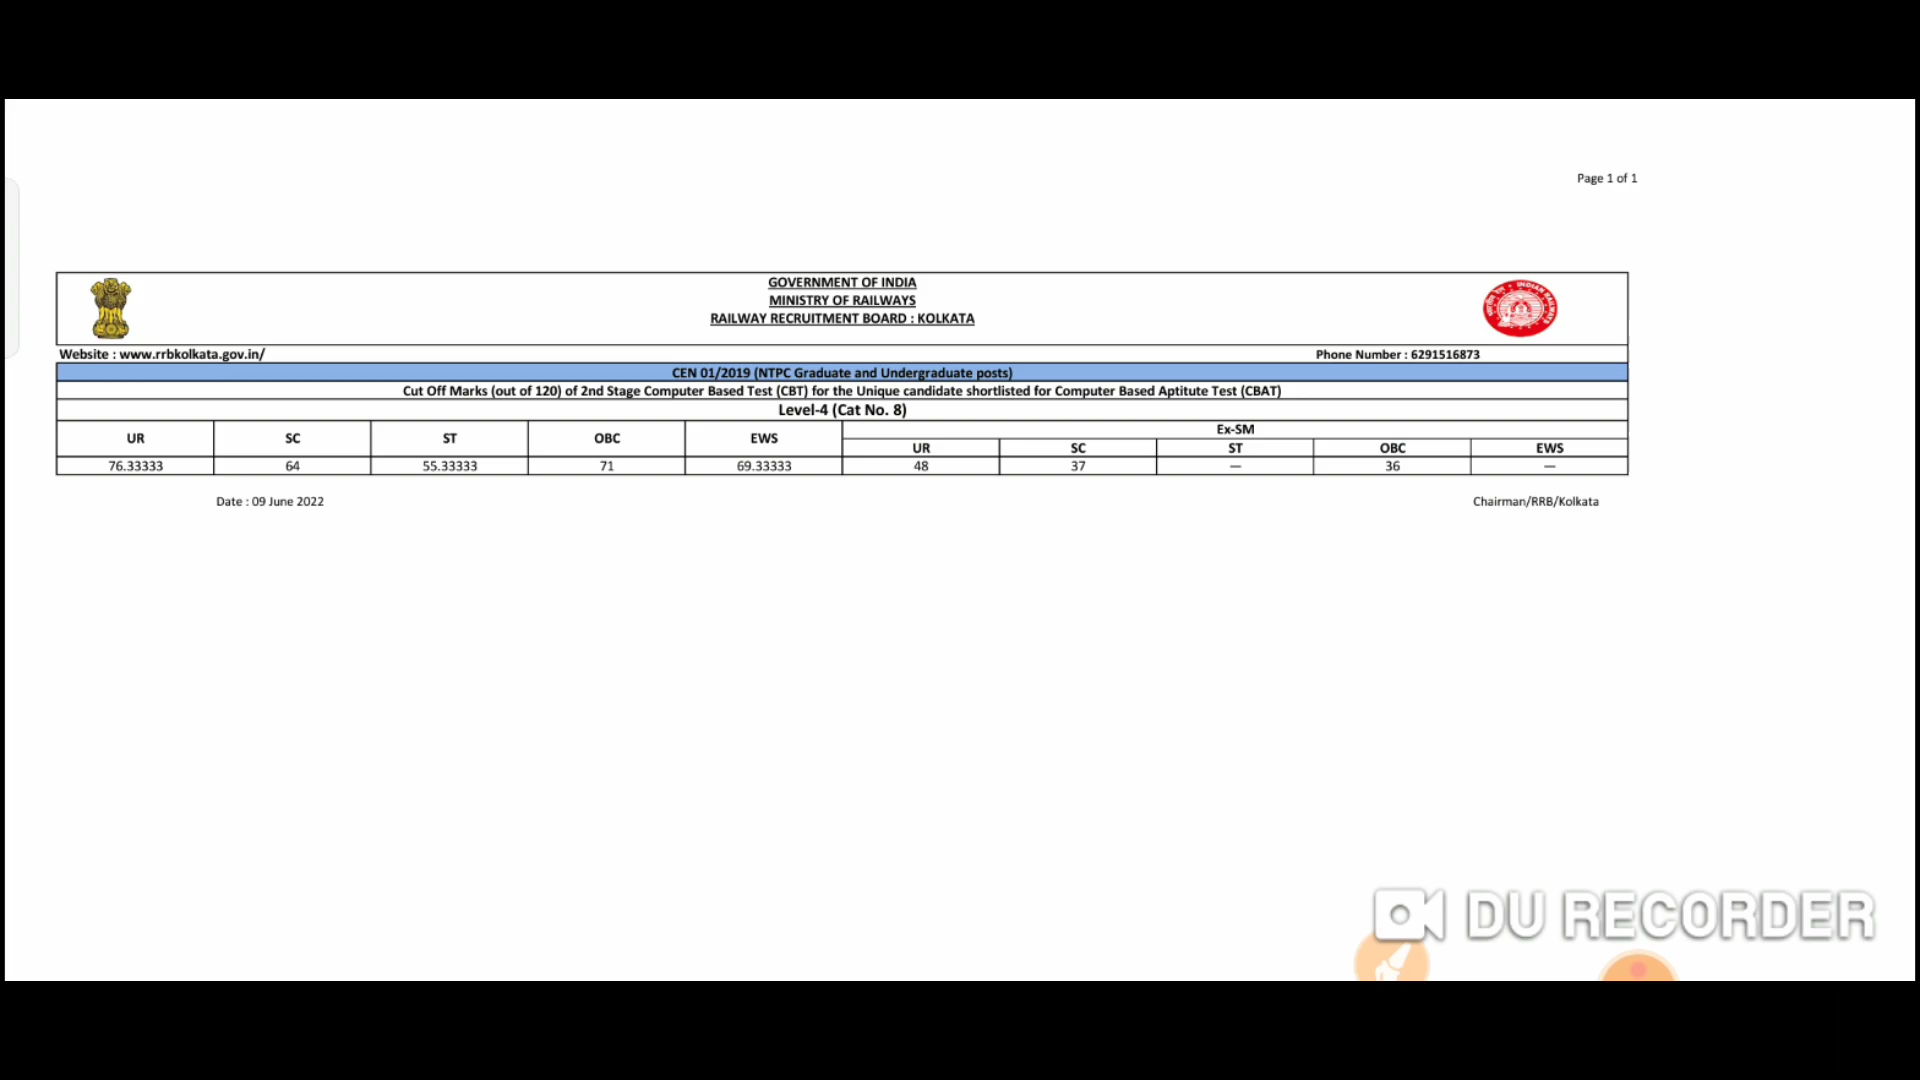 Page 1 of 1
GOVERNMENT OF INDIA
MINISTRY OF RAILWAYS
RAILWAY RECRUITMENT BOARD : KOLKATA
Website : www.rrbkolkata.gov.in/ Phone Number : 6291516873
CEN 01/2019 (NTPC Graduate and Undergraduate posts)
Cut Off Marks (out of 120) of 2nd Stage Computer Based Test (CBT) for the Unique candidate shortlisted for Computer Based Aptitute Test (CBAT)
Level-4 (Cat No. 8)
UR SC ST OBC EWS Ex-SM
UR SC ST OBC EWS
76.33333 64 55.33333 71 69.33333 48 37 — 36 —
Date : 09 June 2022 Chairman/RRB/Kolkata
DU RECORDER